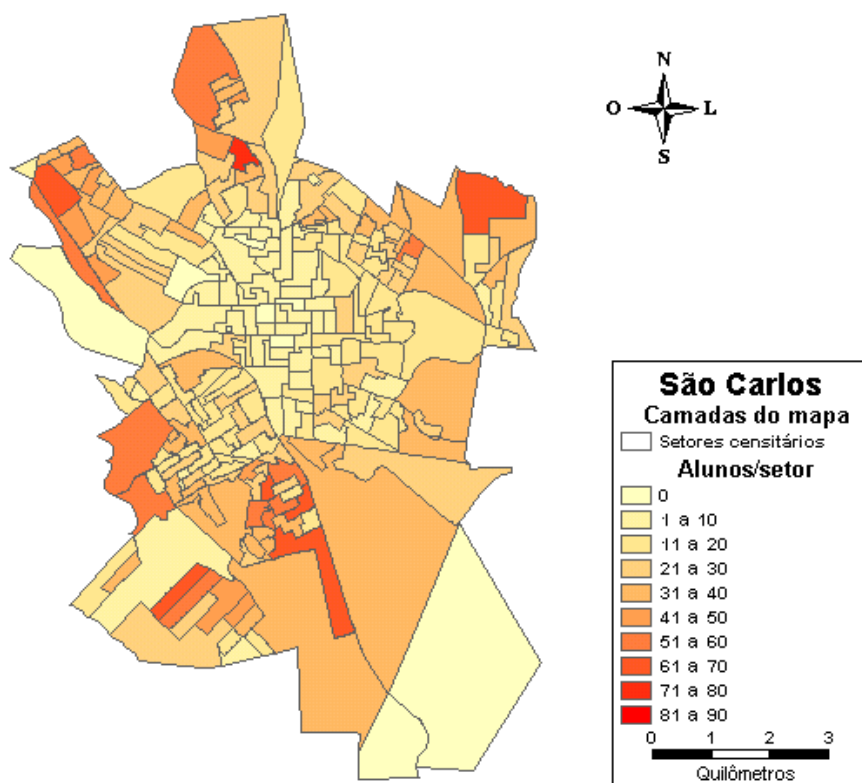 N
O L
S
São Carlos
Camadas do mapa
Setores censitários
Alunos/setor
0
1 a 10
11 a 20
21 a 30
31 a 40
41 a 50
51 a 60
61 a 70
71 a 80
81 a 90
0 1 2 3
Quilômetros